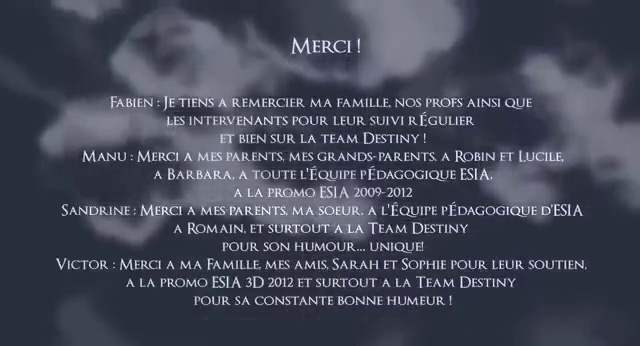 Merci !
Fabien : Je tiens a remercier ma famille, nos profs ainsi que
les intervenants pour leur suivi rÉgulier
et bien sur la team Destiny !
Manu : Merci a mes parents, mes grands-parents, a Robin et Lucile,
a Barbara, a toute l'Équipe pÉdagogique ESIA,
a la promo ESIA 2009-2012
Sandrine : Merci a mes parents, ma soeur, a l'Équipe pÉdagogique d'ESIA
a Romain, et surtout a la Team Destiny
pour son humour... unique!
Victor : Merci a ma Famille, mes amis, Sarah et Sophie pour leur soutien,
a la promo ESIA 3D 2012 et surtout a la Team Destiny
pour sa constante bonne humeur !